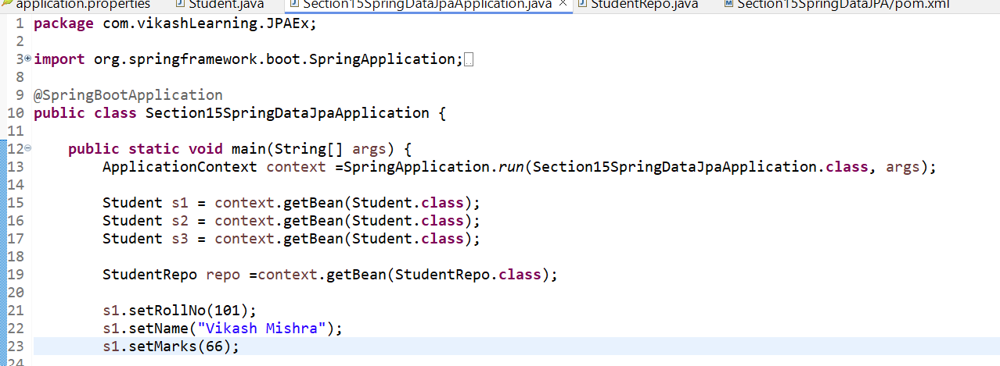 application.properties Student.java Section15SpringDataJpaApplication.java StudentRepo.java Section15SpringDataJPA/pom.xml
1 package com.vikashLearning.JPAEx;
2
3 import org.springframework.boot.SpringApplication;
8
9 @SpringBootApplication
10 public class Section15SpringDataJpaApplication {
11
12 public static void main(String[] args) {
13 ApplicationContext context =SpringApplication.run(Section15SpringDataJpaApplication.class, args);
14
15 Student s1 = context.getBean(Student.class);
16 Student s2 = context.getBean(Student.class);
17 Student s3 = context.getBean(Student.class);
18
19 StudentRepo repo =context.getBean(StudentRepo.class);
20
21 s1.setRollNo(101);
22 s1.setName("Vikash Mishra");
23 s1.setMarks(66);
24